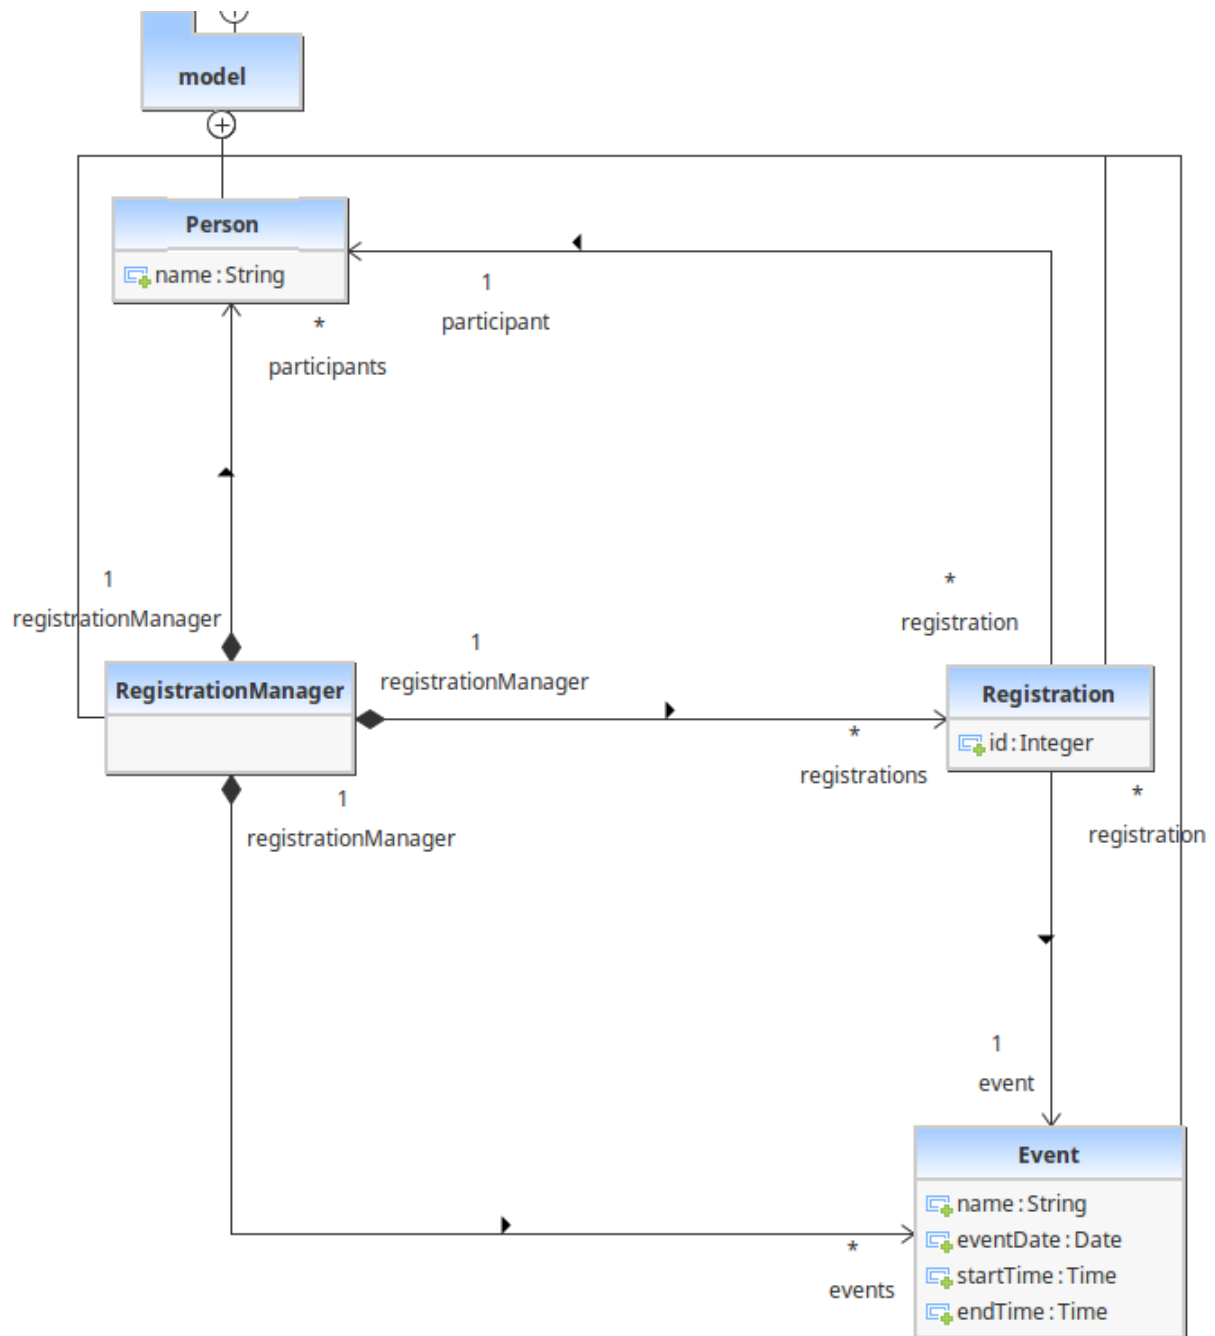 model
Person
name:String
1
participant
*
participants
1
registrationManager
*
registration
1
registrationManager
RegistrationManager
Registration
id:Integer
*
registrations
1
registrationManager
*
registration
1
event
Event
name:String
eventDate:Date
startTime:Time
endTime:Time
*
events